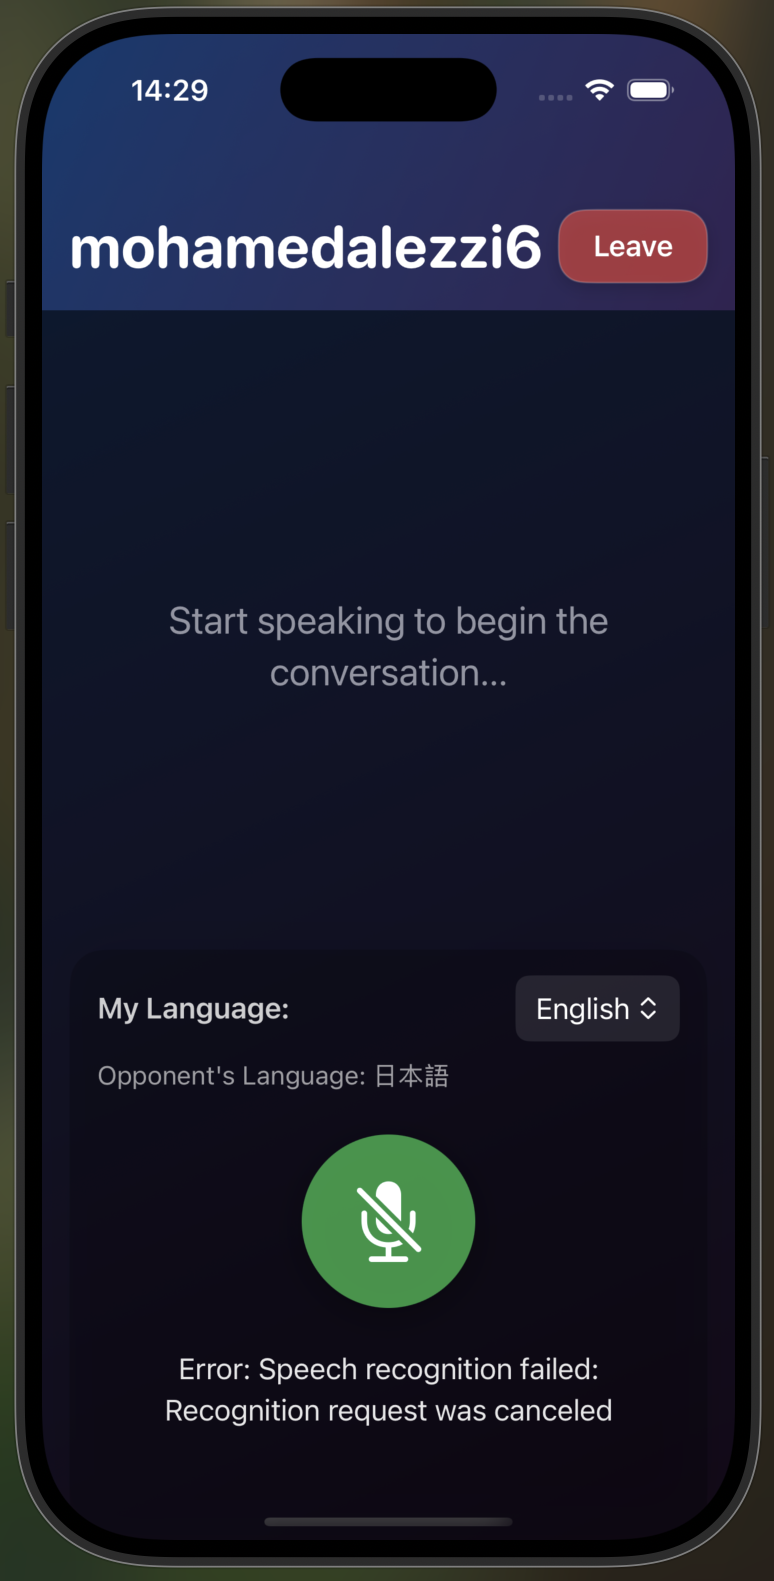 14:29
mohamedalezzi6
Leave
Start speaking to begin the
conversation...
My Language:
English
Opponent's Language: 日本語
Error: Speech recognition failed:
Recognition request was canceled